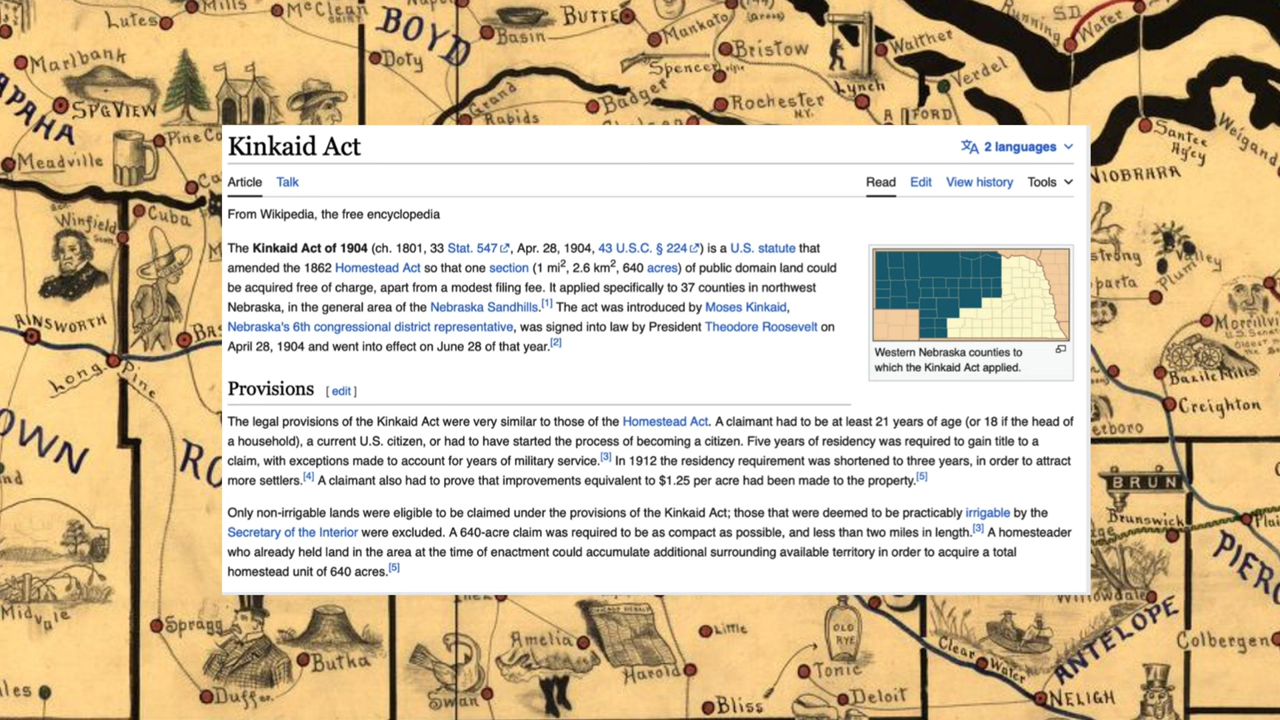 Lutes
Mills
McClean
BOYD
Basin
BUTTE
Mankato
Running
S.D.
Water
Marlbank
Doty
Spencer
Bristow
Walther
Verdel
SPGVIEW
Grand
Rapids
Badger
Rochester
N.Y.
Lynch
Meadville
Santee
Ag'cy
Weigand
NIOBRARA
Cuba
Winfield
Kinkaid Act
2 languages
Article Talk
Read Edit View history Tools
From Wikipedia, the free encyclopedia
The Kinkaid Act of 1904 (ch. 1801, 33 Stat. 547, Apr. 28, 1904, 43 U.S.C. § 224) is a U.S. statute that
amended the 1862 Homestead Act so that one section (1 mi2, 2.6 km2, 640 acres) of public domain land could
be acquired free of charge, apart from a modest filing fee. It applied specifically to 37 counties in northwest
Nebraska, in the general area of the Nebraska Sandhills.[1] The act was introduced by Moses Kinkaid,
Nebraska's 6th congressional district representative, was signed into law by President Theodore Roosevelt on
April 28, 1904 and went into effect on June 28 of that year.[2]
Western Nebraska counties to
which the Kinkaid Act applied.
Provisions [ edit ]
The legal provisions of the Kinkaid Act were very similar to those of the Homestead Act. A claimant had to be at least 21 years of age (or 18 if the head of
a household), a current U.S. citizen, or had to have started the process of becoming a citizen. Five years of residency was required to gain title to a
claim, with exceptions made to account for years of military service.[3] In 1912 the residency requirement was shortened to three years, in order to attract
more settlers.[4] A claimant also had to prove that improvements equivalent to $1.25 per acre had been made to the property.[5]
Only non-irrigable lands were eligible to be claimed under the provisions of the Kinkaid Act; those that were deemed to be practicably irrigable by the
Secretary of the Interior were excluded. A 640-acre claim was required to be as compact as possible, and less than two miles in length.[3] A homesteader
who already held land in the area at the time of enactment could accumulate additional surrounding available territory in order to acquire a total
homestead unit of 640 acres.[5]
AINSWORTH
Long Pine
Valley
Bazile Mills
Creighton
BRUN
Brunswick
Midvale
Spragg
Butka
Duff
Swan
Amelia
Harold
Little
Bliss
OLD
RYE
Tonic
Deloit
Willowdale
Clear Water
ANTELOPE
NELIGH
Colbergen